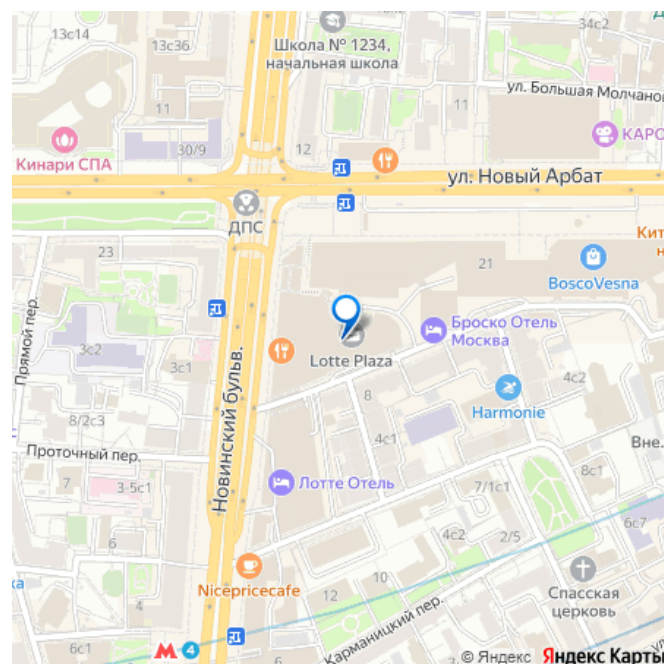 13с14
13с36
Школа № 1234,
начальная школа
34с2
ул. Большая Молчанов
11
11
12
КАРО
Кинари СПА
30/9
ул. Новый Арбат
ДПС
23
21
BoscoVesna
Прямой пер.
3с2
3с1
Броско Отель
Москва
Lotte Plaza
Новинский бульв.
8
4с2
Harmonie
8/2с3
4с1
Вне.
Проточный пер.
8с1
7
3-5с1
Лотте Отель
7/1с1
6с7
4с2
2/5
6
12
10
Nicepricecafe
Спасская
церковь
Карманицкий пер.
6с1
6
4
© Яндекс Яндекс Карты